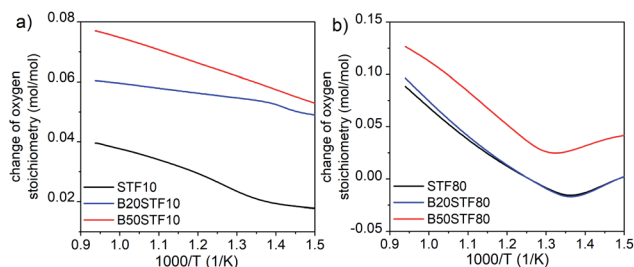 a)
change of oxygen
stoichiometry (mol/mol)
0.08
0.06
0.04
0.02
STF10
B20STF10
B50STF10
0.9 1.0 1.1 1.2 1.3 1.4 1.5
1000/T (1/K)
b)
change of oxygen
stoichiometry (mol/mol)
0.15
0.10
0.05
0.00
-0.05
STF80
B20STF80
B50STF80
0.9 1.0 1.1 1.2 1.3 1.4 1.5
1000/T (1/K)